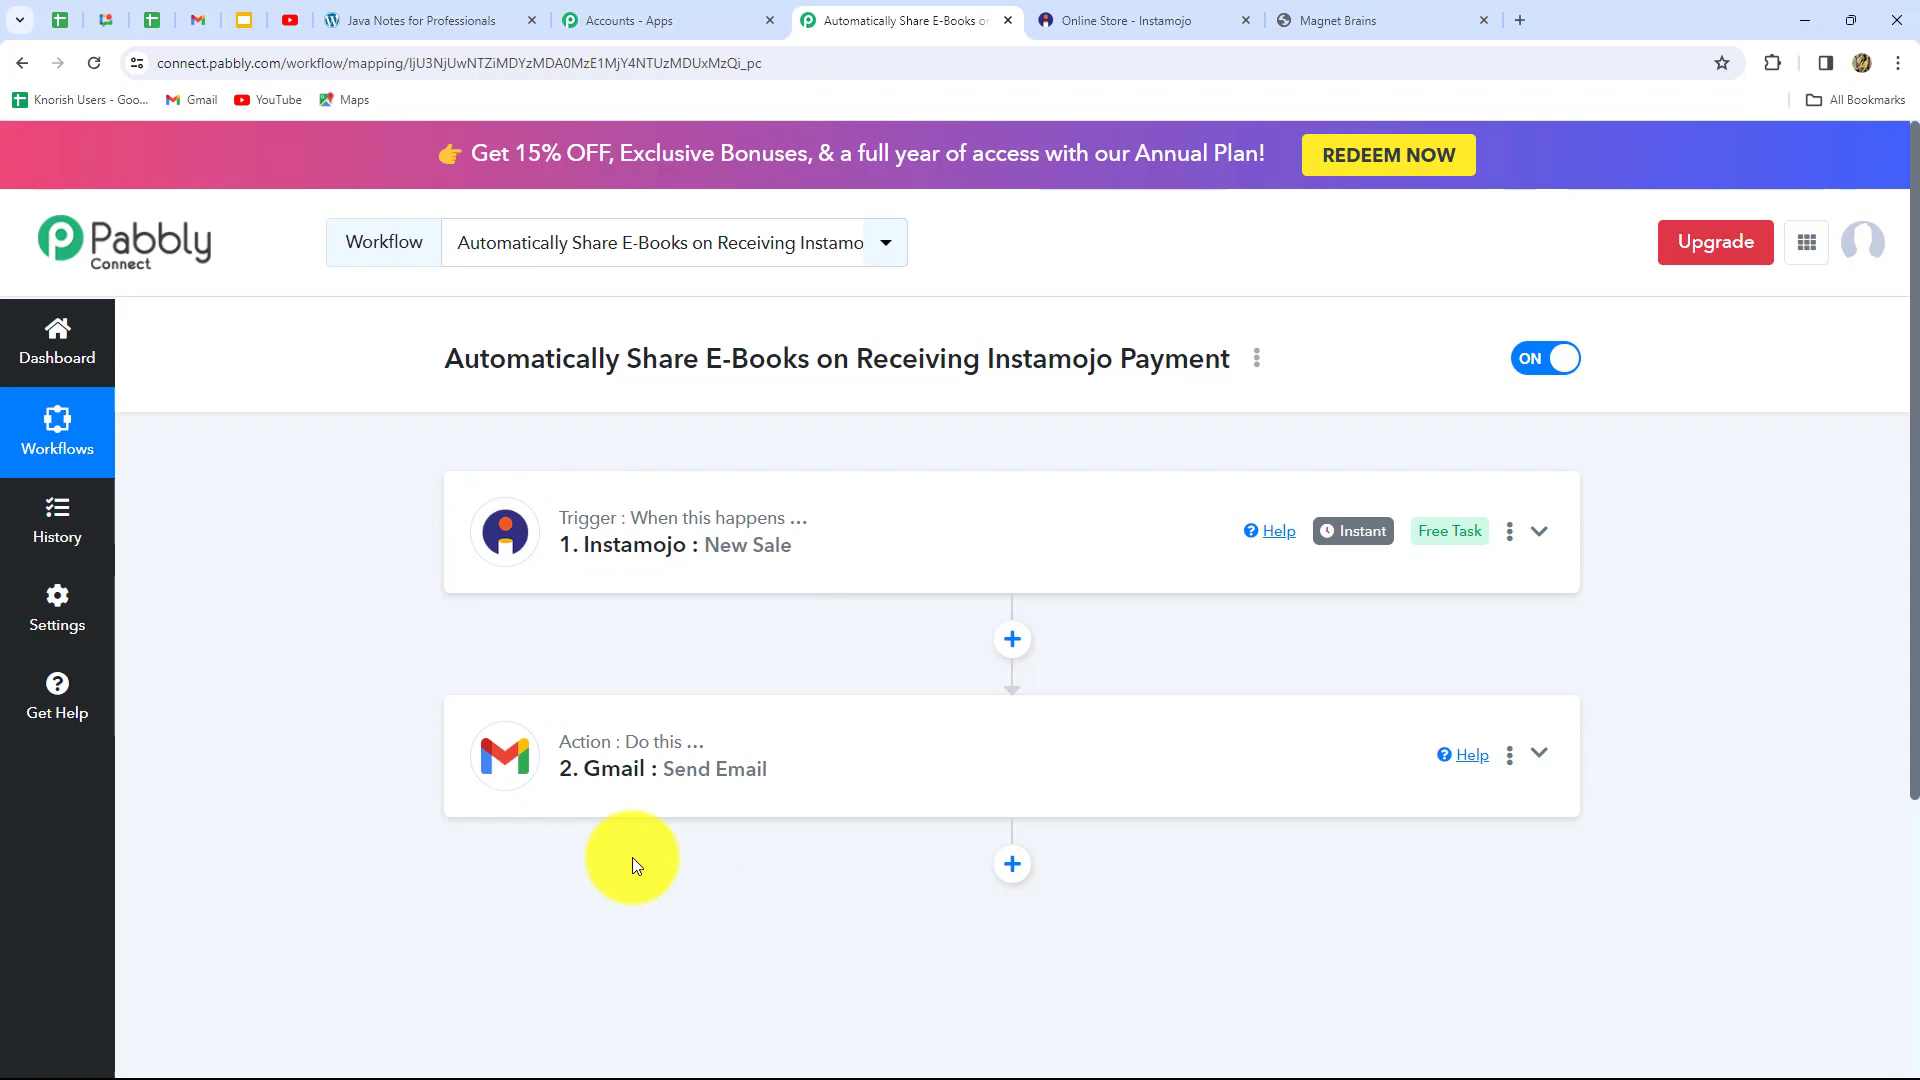 Java Notes for Professionals
Accounts - Apps
Automatically Share E-Books o
Online Store - Instamojo
Magnet Brains
connect.pabbly.com/workflow/mapping/IjU3NjUwNTZiMDYzMDA0MzE1MjY4NTUzMDUxMzQi_pc
Knorish Users - Goo...
Gmail
YouTube
Maps
All Bookmarks
👉 Get 15% OFF, Exclusive Bonuses, & a full year of access with our Annual Plan!
REDEEM NOW
Pabbly
Connect
Workflow
Automatically Share E-Books on Receiving Instamo
Upgrade
Dashboard
Workflows
History
Settings
Get Help
Automatically Share E-Books on Receiving Instamojo Payment
ON
Trigger : When this happens ...
1. Instamojo : New Sale
Help
Instant
Free Task
Action : Do this ...
2. Gmail : Send Email
Help